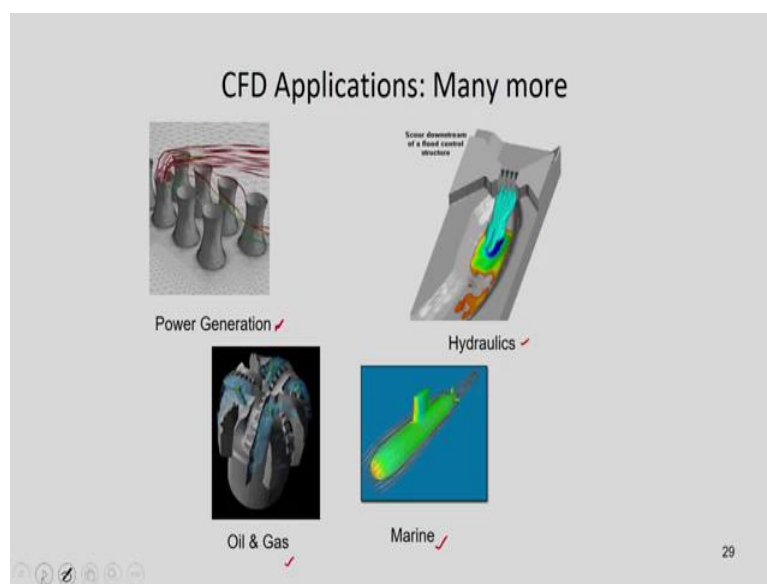 CFD Applications: Many more
Scour downstream
of a flood control
structure
Power Generation
Hydraulics
Oil & Gas
Marine
29